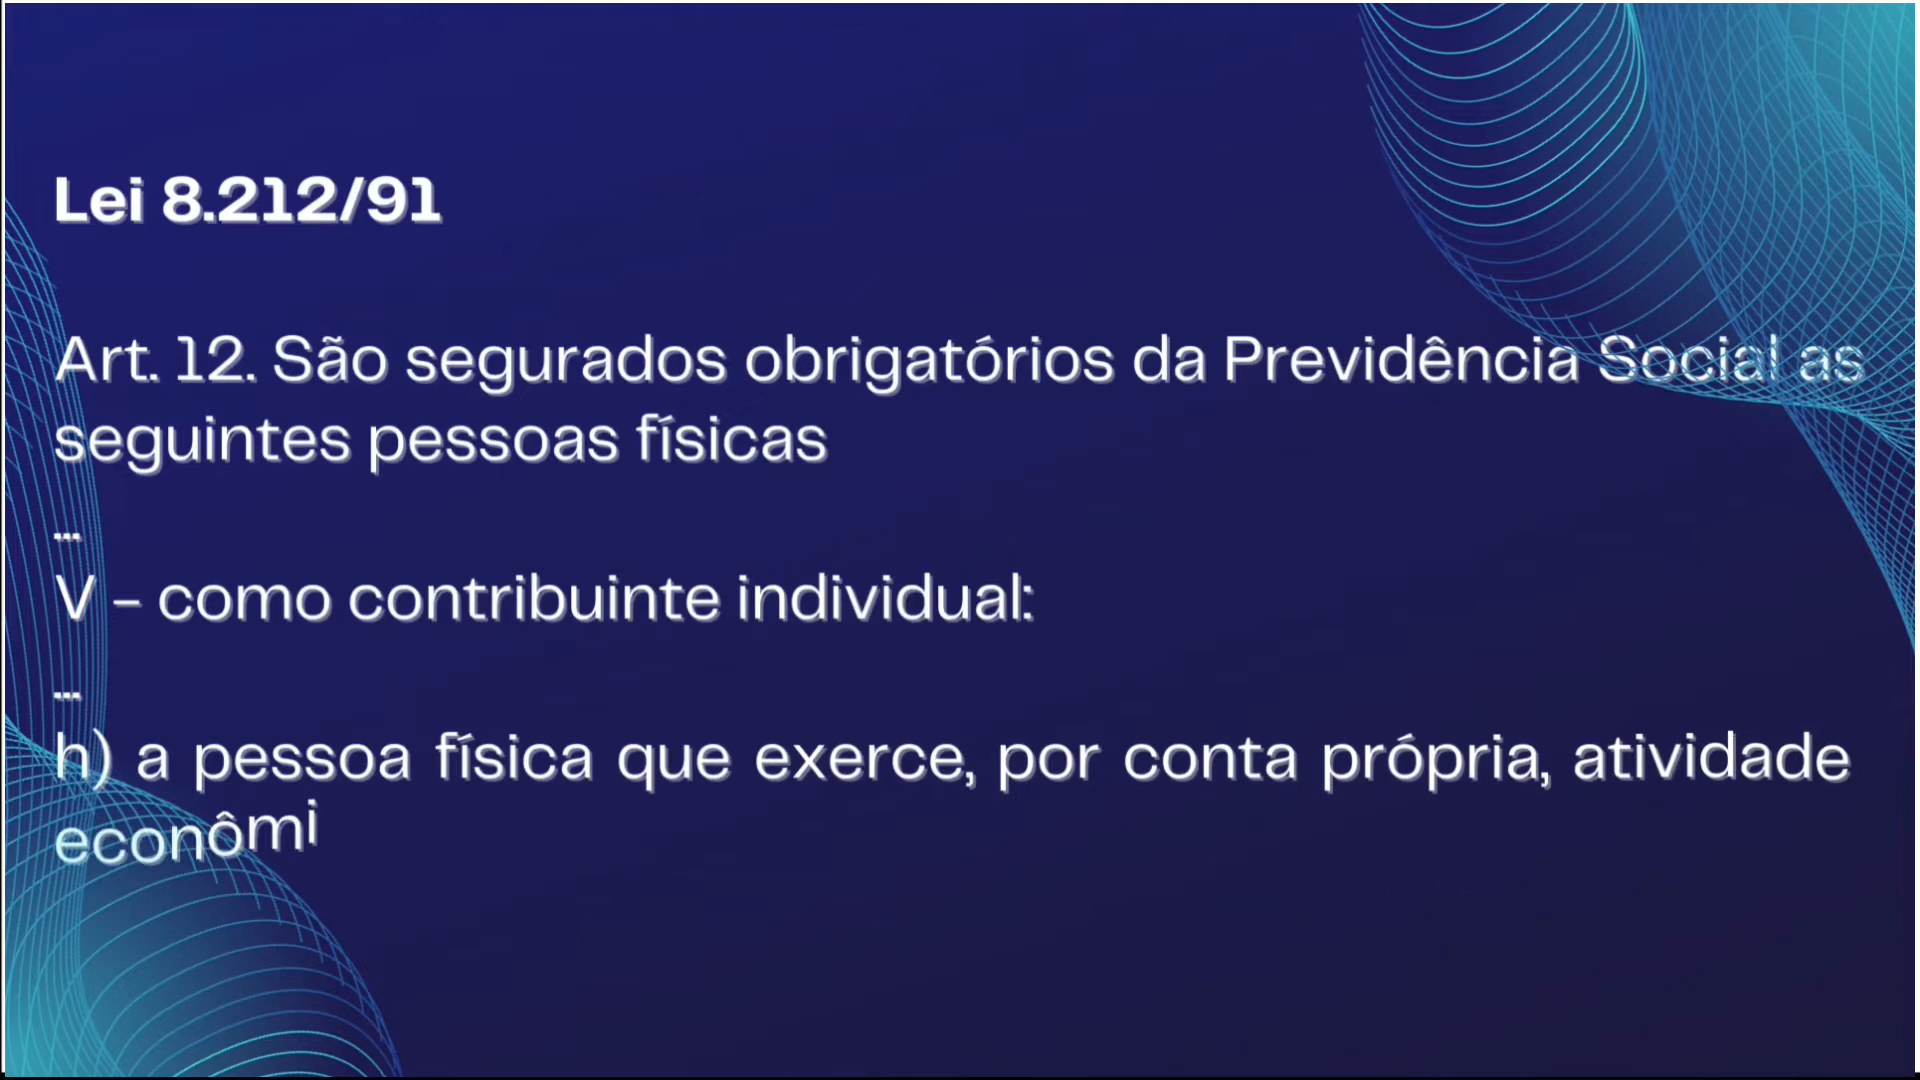 Lei 8.212/91
Art. 12. São segurados obrigatórios da Previdência Social as
seguintes pessoas físicas
...
V – como contribuinte individual:
...
h) a pessoa física que exerce, por conta própria, atividade
econômi